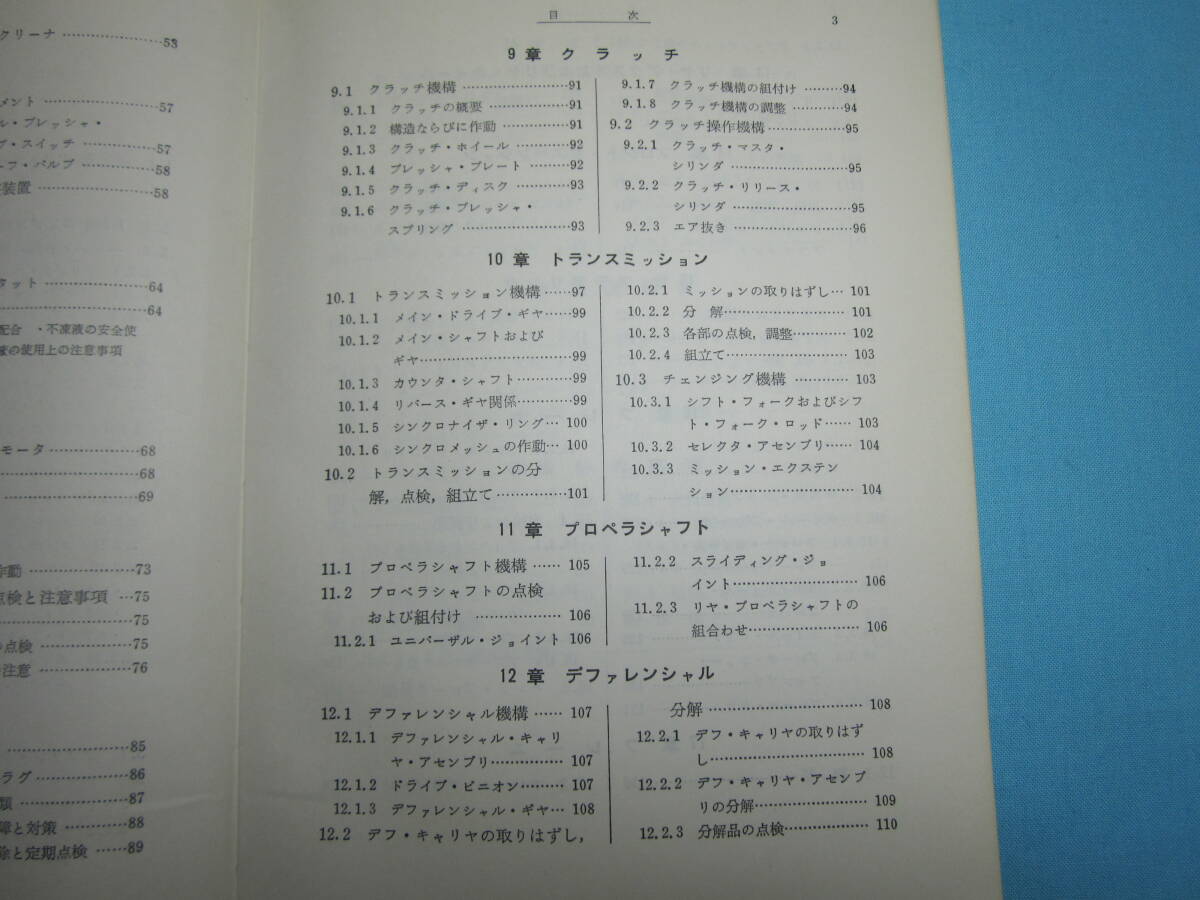 クリーナ ……………53
メント ……………57
ル・プレッシャ・
ブ・スイッチ ……………57
ーフ・バルブ ……………58
装置 ……………58
タット ……………64
……………64
配合 ・不凍液の安全使
液の使用上の注意事項
モータ ……………68
……………68
……………69
作動 ……………73
点検と注意事項 …75
……………75
の点検 ……………75
注意 ……………76
……………85
ラグ ……………86
類 ……………87
障と対策 ……………88
除と定期点検 ……89
目 次
3
9章 クラッチ
9.1 クラッチ機構 ……………91
9.1.1 クラッチの概要 ……………91
9.1.2 構造ならびに作動 ……………91
9.1.3 クラッチ・ホイール ……………92
9.1.4 プレッシャ・プレート ……………92
9.1.5 クラッチ・ディスク ……………93
9.1.6 クラッチ・プレッシャ・
スプリング ……………93
9.1.7 クラッチ機構の組付け ………94
9.1.8 クラッチ機構の調整 …………94
9.2 クラッチ操作機構 ……………95
9.2.1 クラッチ・マスタ・
シリンダ ……………95
9.2.2 クラッチ・リリース・
シリンダ ……………95
9.2.3 エア抜き ……………96
10章 トランスミッション
10.1 トランスミッション機構 ……97
10.1.1 メイン・ドライブ・ギヤ ……99
10.1.2 メイン・シャフトおよび
ギヤ ……………99
10.1.3 カウンタ・シャフト …………99
10.1.4 リバース・ギヤ関係 …………99
10.1.5 シンクロナイザ・リング … 100
10.1.6 シンクロメッシュの作動 … 100
10.2 トランスミッションの分
解，点検，組立て ……………101
10.2.1 ミッションの取りはずし … 101
10.2.2 分 解 …………… 101
10.2.3 各部の点検，調整 ………… 102
10.2.4 組立て …………… 103
10.3 チェンジング機構 ………… 103
10.3.1 シフト・フォークおよびシフ
ト・フォーク・ロッド …… 103
10.3.2 セレクタ・アセンブリ …… 104
10.3.3 ミッション・エクステン
ション …………… 104
11章 プロペラシャフト
11.1 プロペラシャフト機構 …… 105
11.2 プロペラシャフトの点検
および組付け …………… 106
11.2.1 ユニバーザル・ジョイント 106
11.2.2 スライディング・ジョ
イント …………… 106
11.2.3 リヤ・プロペラシャフトの
組合わせ …………… 106
12章 デファレンシャル
12.1 デファレンシャル機構 …… 107
12.1.1 デファレンシャル・キャリ
ヤ・アセンブリ …………… 107
12.1.2 ドライブ・ピニオン ……… 107
12.1.3 デファレンシャル・ギヤ … 108
12.2 デフ・キャリヤの取りはずし，
分解 …………… 108
12.2.1 デフ・キャリヤの取りはず
し …………… 108
12.2.2 デフ・キャリヤ・アセンブ
リの分解 …………… 109
12.2.3 分解品の点検 …………… 110